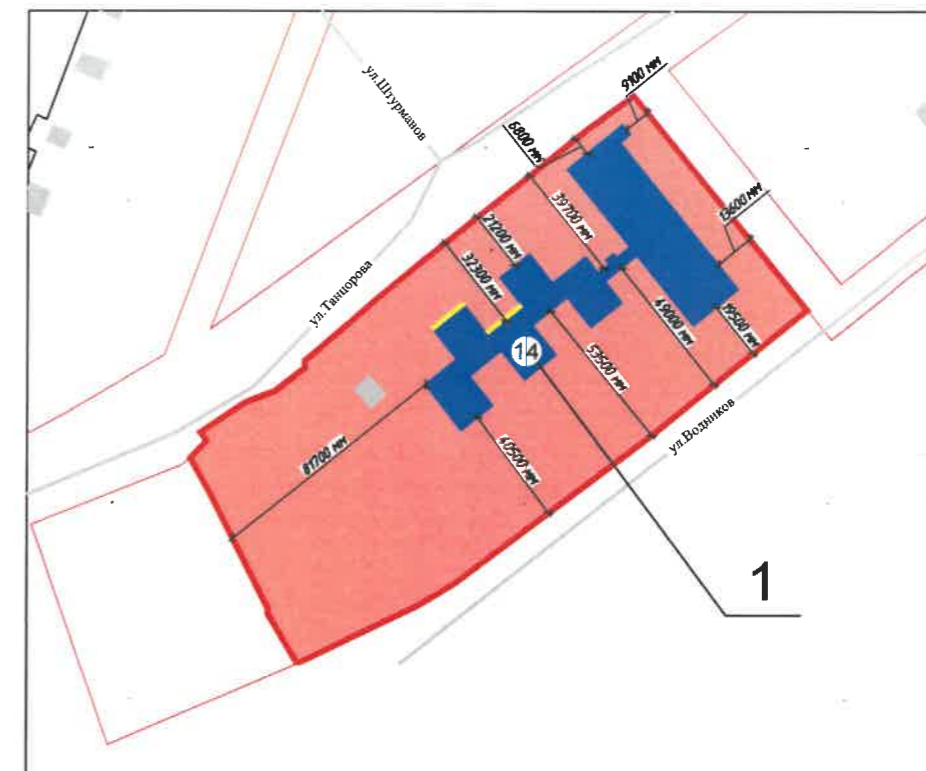 ул.Штурманов
9100 мм
6800 мм
39700 мм
13600 мм
21200 мм
32300 мм
ул.Танцорова
49000 мм
19500 мм
14
53500 мм
ул.Водников
81700 мм
40500 мм
1